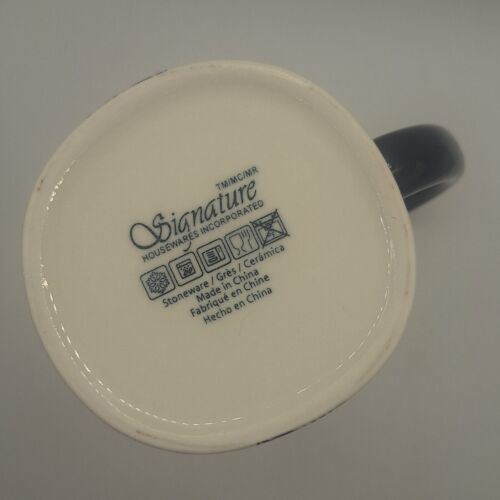 TM/MC/MR
Signature
HOUSEWARES INCORPORATED
Stoneware / Grès / Cerámica
Made in China
Fabriqué en Chine
Hecho en China